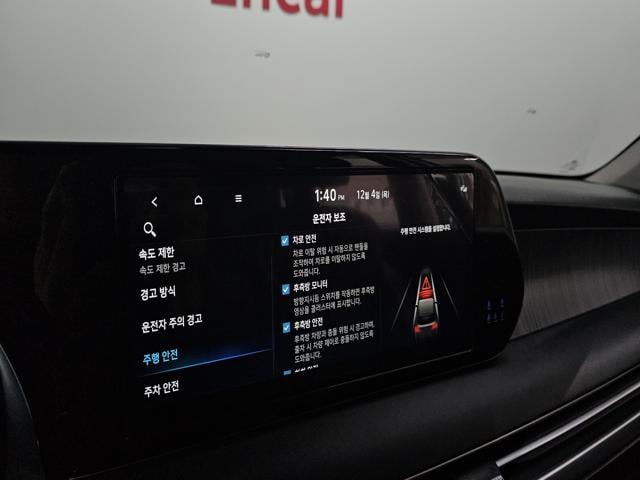 Encar
1:40 PM
12월 4일 (목)
운전자 보조
속도 제한
속도 제한 경고
경고 방식
운전자 주의 경고
주행 안전
주차 안전
차로 안전
차로 이탈 위험 시 자동으로 핸들을
조작하여 차로를 이탈하지 않도록
도와줍니다.
후측방 모니터
방향지시등 스위치를 작동하면 후측방
영상을 클러스터에 표시합니다.
후측방 안전
후측방 차량과 충돌 위험 시 경고하며,
출차 시 차량 제어로 충돌하지 않도록
도와줍니다.
주행 안전 시스템을 설정합니다.